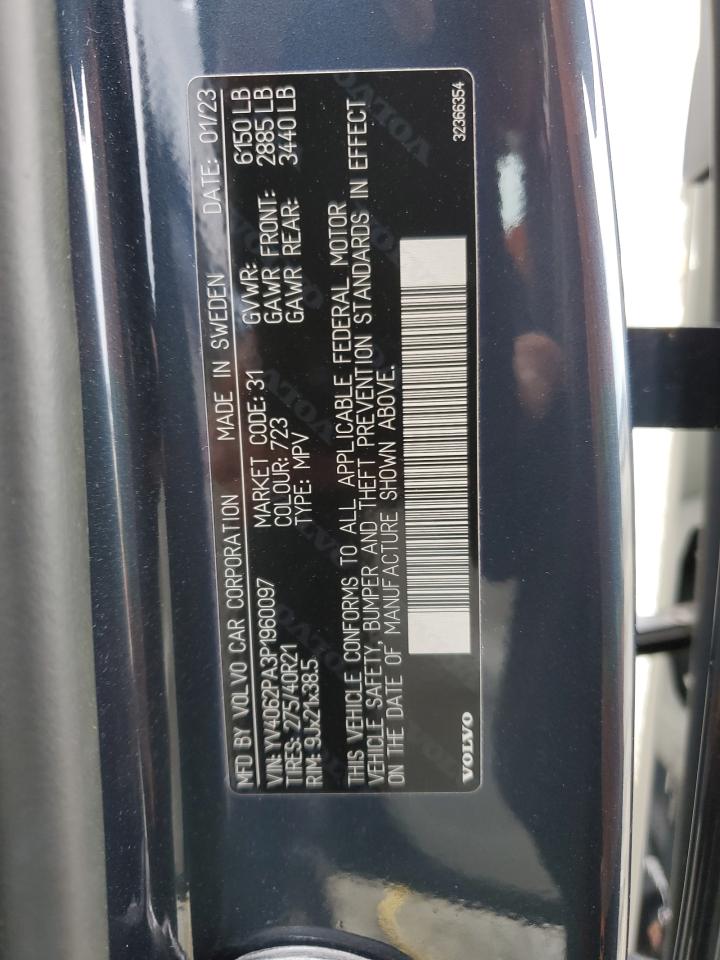 MFD BY VOLVO CAR CORPORATION MADE IN SWEDEN DATE: 01/23
VIN: YV4062PA3P1960097 MARKET CODE: 31 GVWR: 6150 LB
TIRES: 275/40R21 COLOUR: 723 GAWR FRONT: 2885 LB
RIM: 9Jx21x38.5 TYPE: MPV GAWR REAR: 3440 LB
THIS VEHICLE CONFORMS TO ALL APPLICABLE FEDERAL MOTOR
VEHICLE SAFETY, BUMPER AND THEFT PREVENTION STANDARDS IN EFFECT
ON THE DATE OF MANUFACTURE SHOWN ABOVE.
VOLVO 32366354